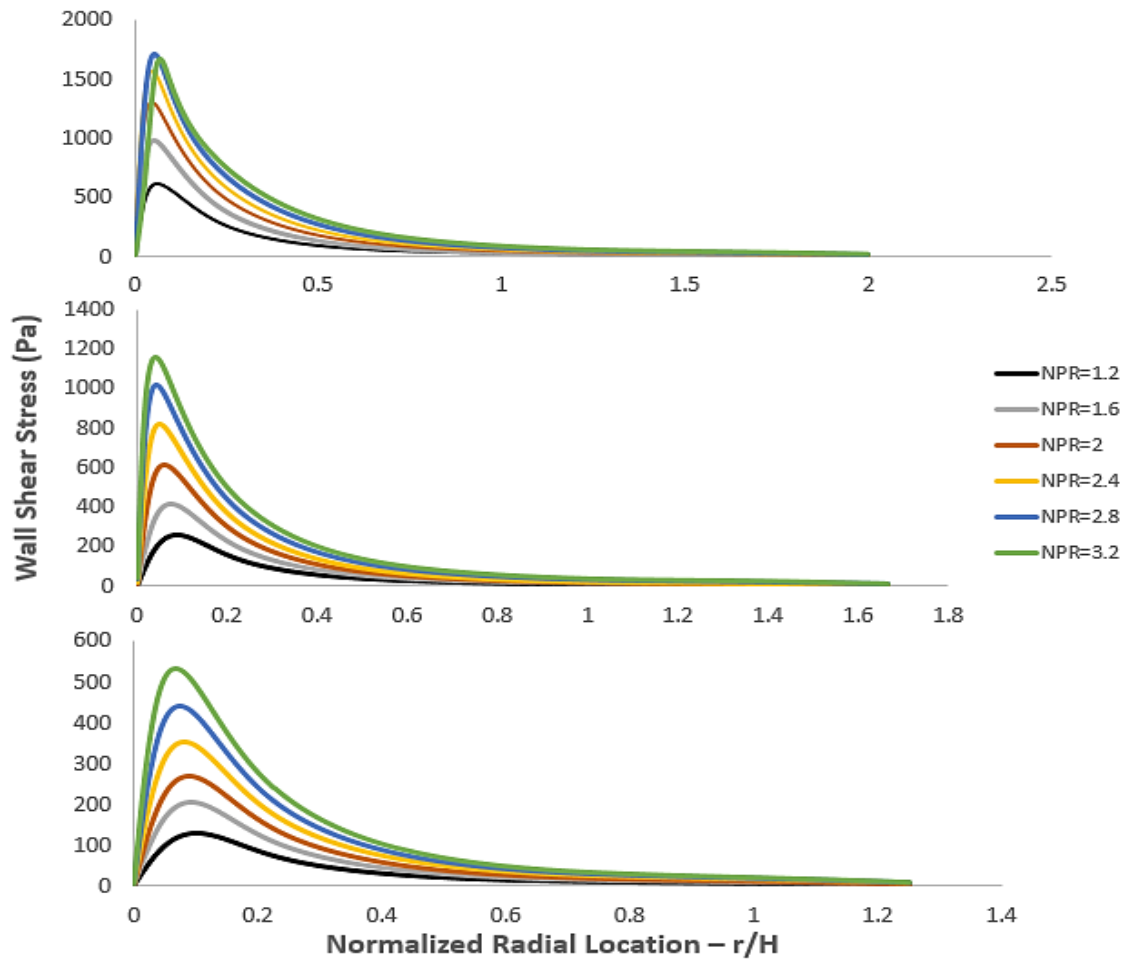 2000
1500
1000
500
0
0 0.5 1 1.5 2 2.5
Wall Shear Stress (Pa)
1400
1200
1000
800
600
400
200
0
0 0.2 0.4 0.6 0.8 1 1.2 1.4 1.6 1.8
NPR=1.2
NPR=1.6
NPR=2
NPR=2.4
NPR=2.8
NPR=3.2
600
500
400
300
200
100
0
0 0.2 0.4 0.6 0.8 1 1.2 1.4
Normalized Radial Location – r/H